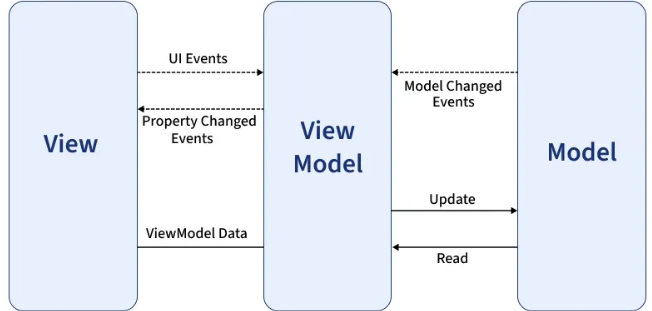 View
UI Events
Property Changed
Events
ViewModel Data
View
Model
Model Changed
Events
Update
Read
Model